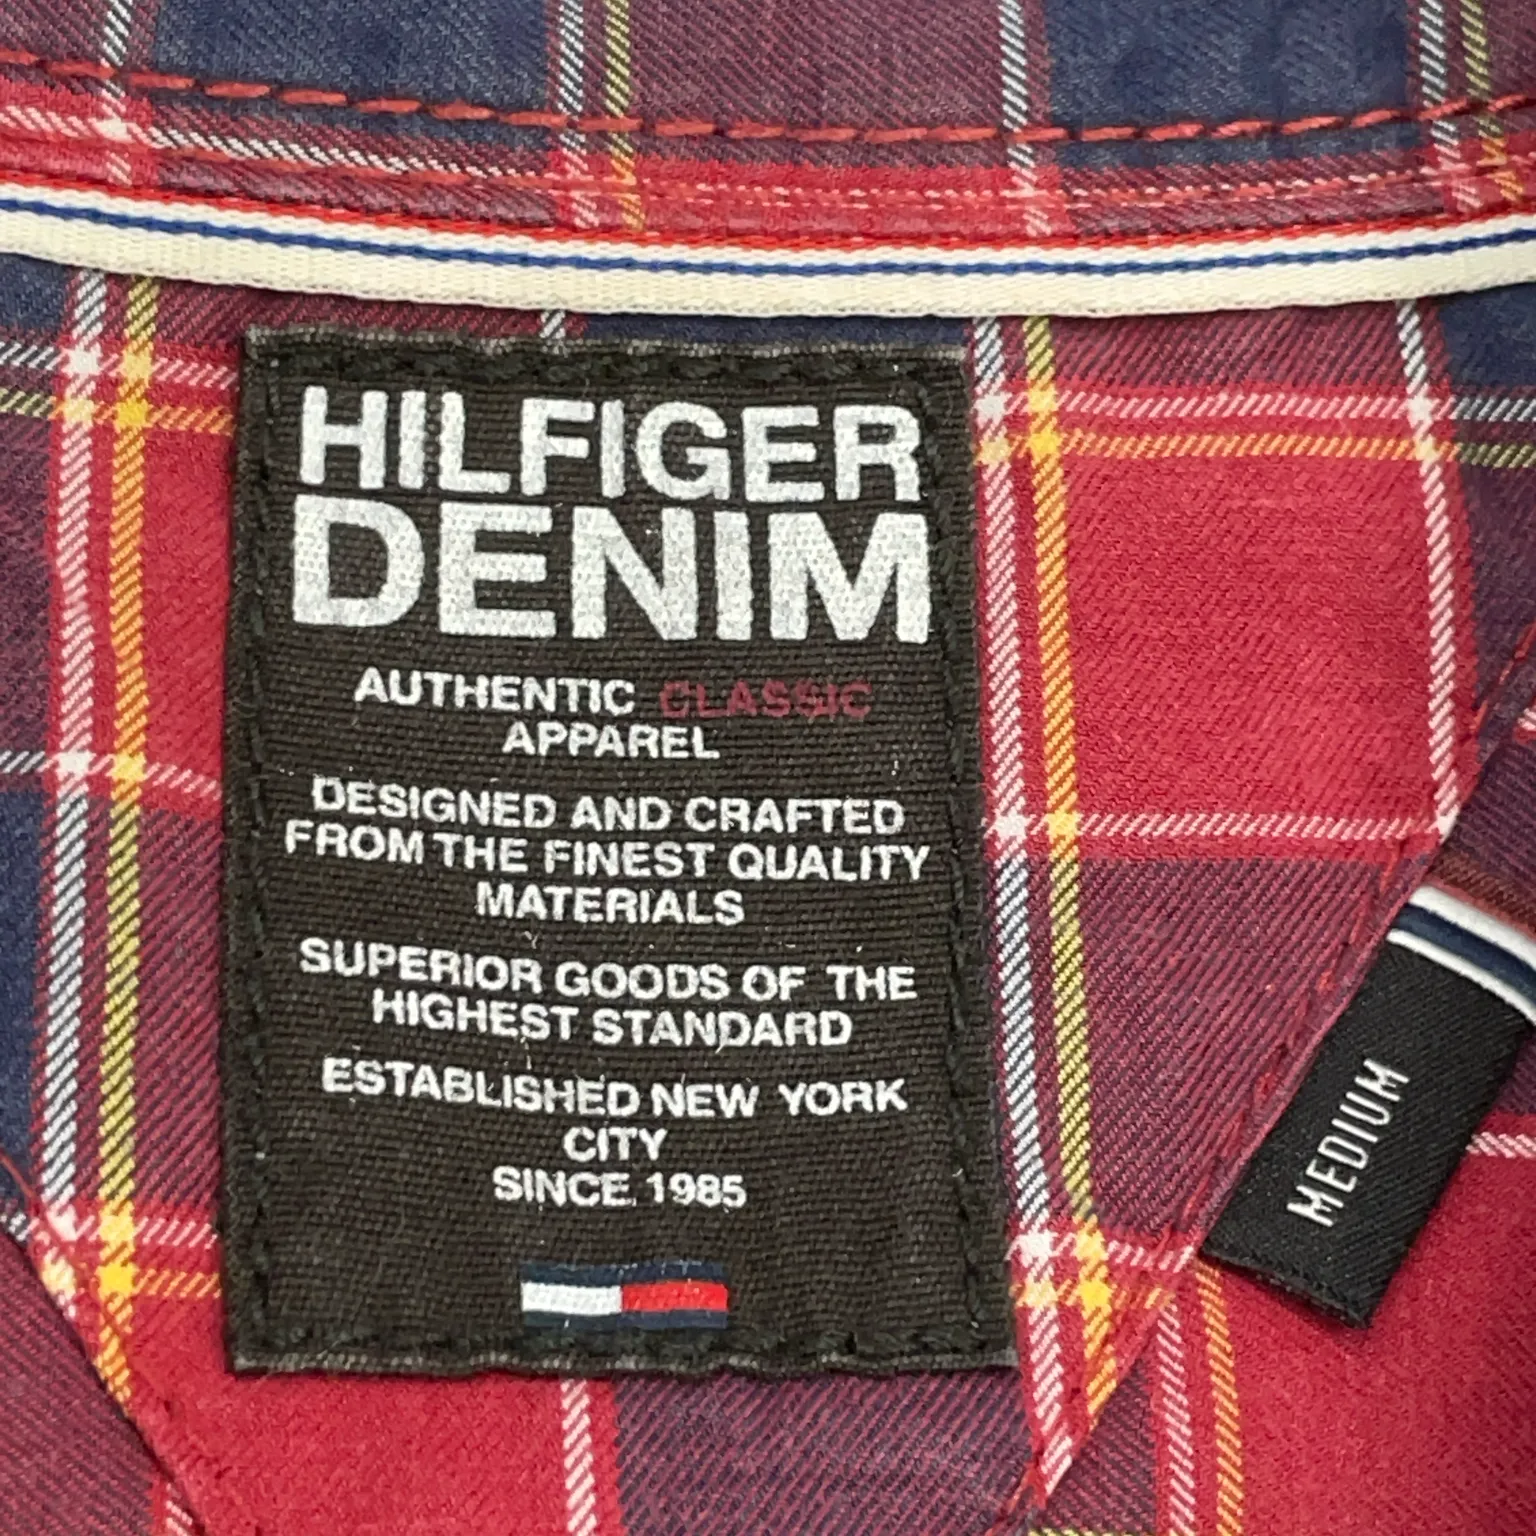 HILFIGER
DENIM
AUTHENTIC CLASSIC
APPAREL
DESIGNED AND CRAFTED
FROM THE FINEST QUALITY
MATERIALS
SUPERIOR GOODS OF THE
HIGHEST STANDARD
ESTABLISHED NEW YORK
CITY
SINCE 1985
MEDIUM